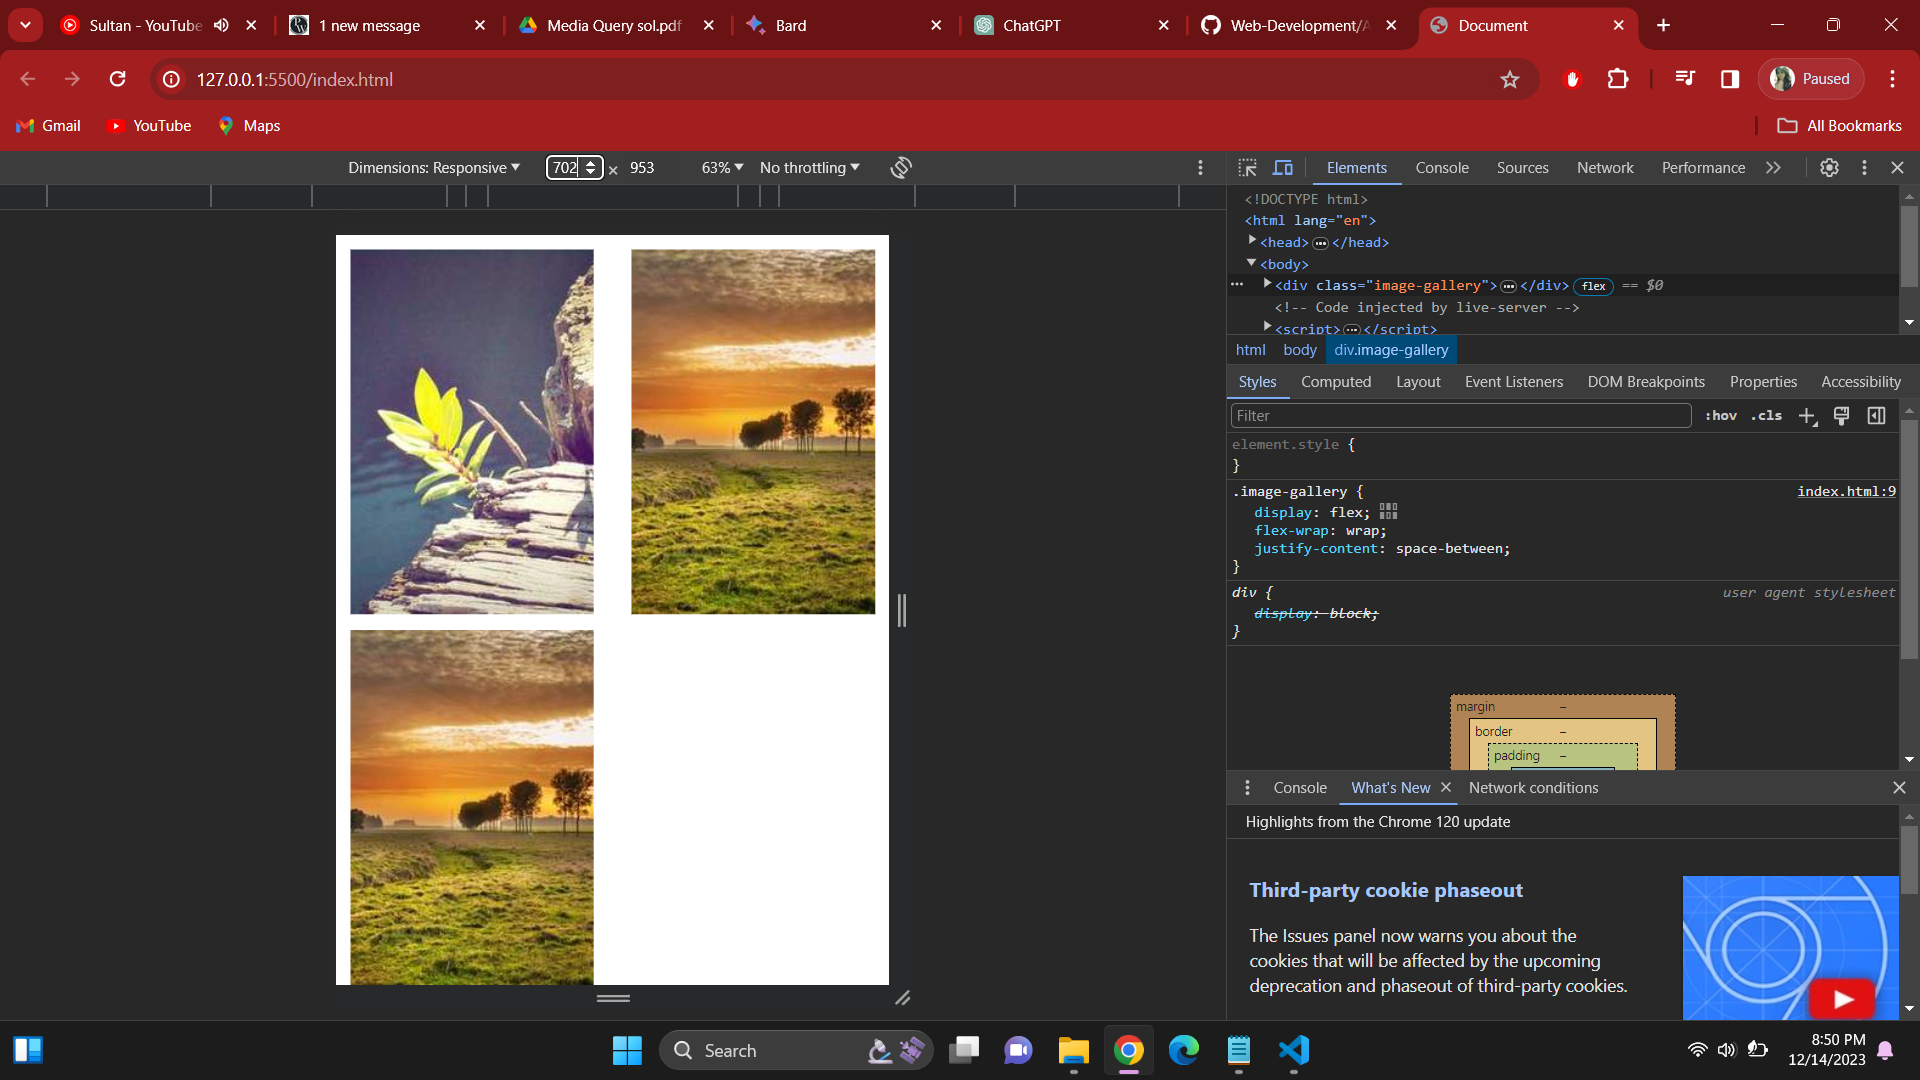 Sultan - YouTube
1 new message
Media Query sol.pdf
Bard
ChatGPT
Web-Development/A
Document
127.0.0.1:5500/index.html
Paused
Gmail
YouTube
Maps
All Bookmarks
Dimensions: Responsive
702 × 953
63%
No throttling
Elements
Console
Sources
Network
Performance
<!DOCTYPE html>
<html lang="en">
<head> ••• </head>
<body>
••• <div class="image-gallery"> ••• </div> flex == $0
<!-- Code injected by live-server -->
<script> ••• </script>
html body div.image-gallery
Styles
Computed
Layout
Event Listeners
DOM Breakpoints
Properties
Accessibility
Filter
:hov .cls
element.style {
}
.image-gallery { index.html:9
display: flex;
flex-wrap: wrap;
justify-content: space-between;
}
div { user agent stylesheet
display: block;
}
margin –
border –
padding –
Console
What's New
Network conditions
Highlights from the Chrome 120 update
Third-party cookie phaseout
The Issues panel now warns you about the
cookies that will be affected by the upcoming
deprecation and phaseout of third-party cookies.
Search
8:50 PM
12/14/2023